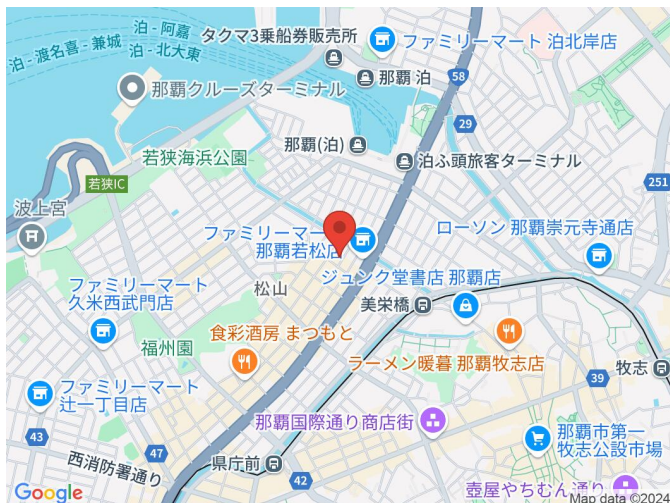 泊 - 阿嘉
泊 - 渡名喜 - 兼城
泊 - 北大東
タクマ3乗船券販売所
ファミリーマート 泊北岸店
那覇クルーズターミナル
那覇 泊
58
29
若狭海浜公園
那覇(泊)
泊ふ頭旅客ターミナル
251
若狭IC
波上宮
ファミリーマート
那覇若松店
ローソン 那覇崇元寺通店
ジュンク堂書店 那覇店
松山
美栄橋
ファミリーマート
久米西武門店
食彩酒房 まつもと
福州園
ラーメン暖暮 那覇牧志店
牧志
39
ファミリーマート
辻一丁目店
那覇国際通り商店街
43
47
那覇市第一
牧志公設市場
西消防署通り
県庁前
42
壺屋やちむん通り
Google
Map data ©2024